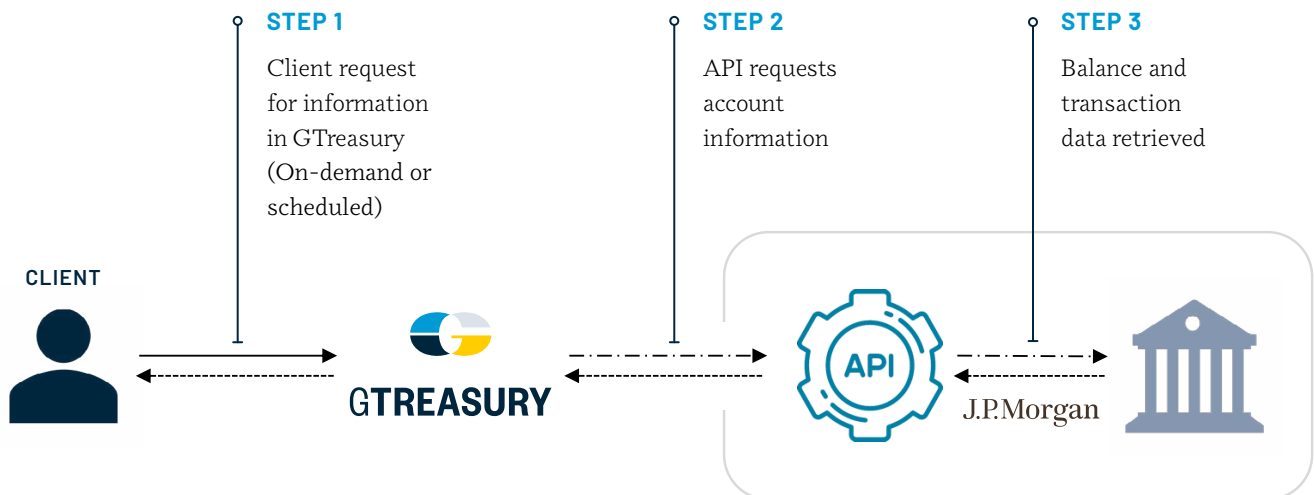 STEP 1
Client request
for information
in GTreasury
(On-demand or
scheduled)
STEP 2
API requests
account
information
STEP 3
Balance and
transaction
data retrieved
CLIENT
GTREASURY
API
J.P.Morgan